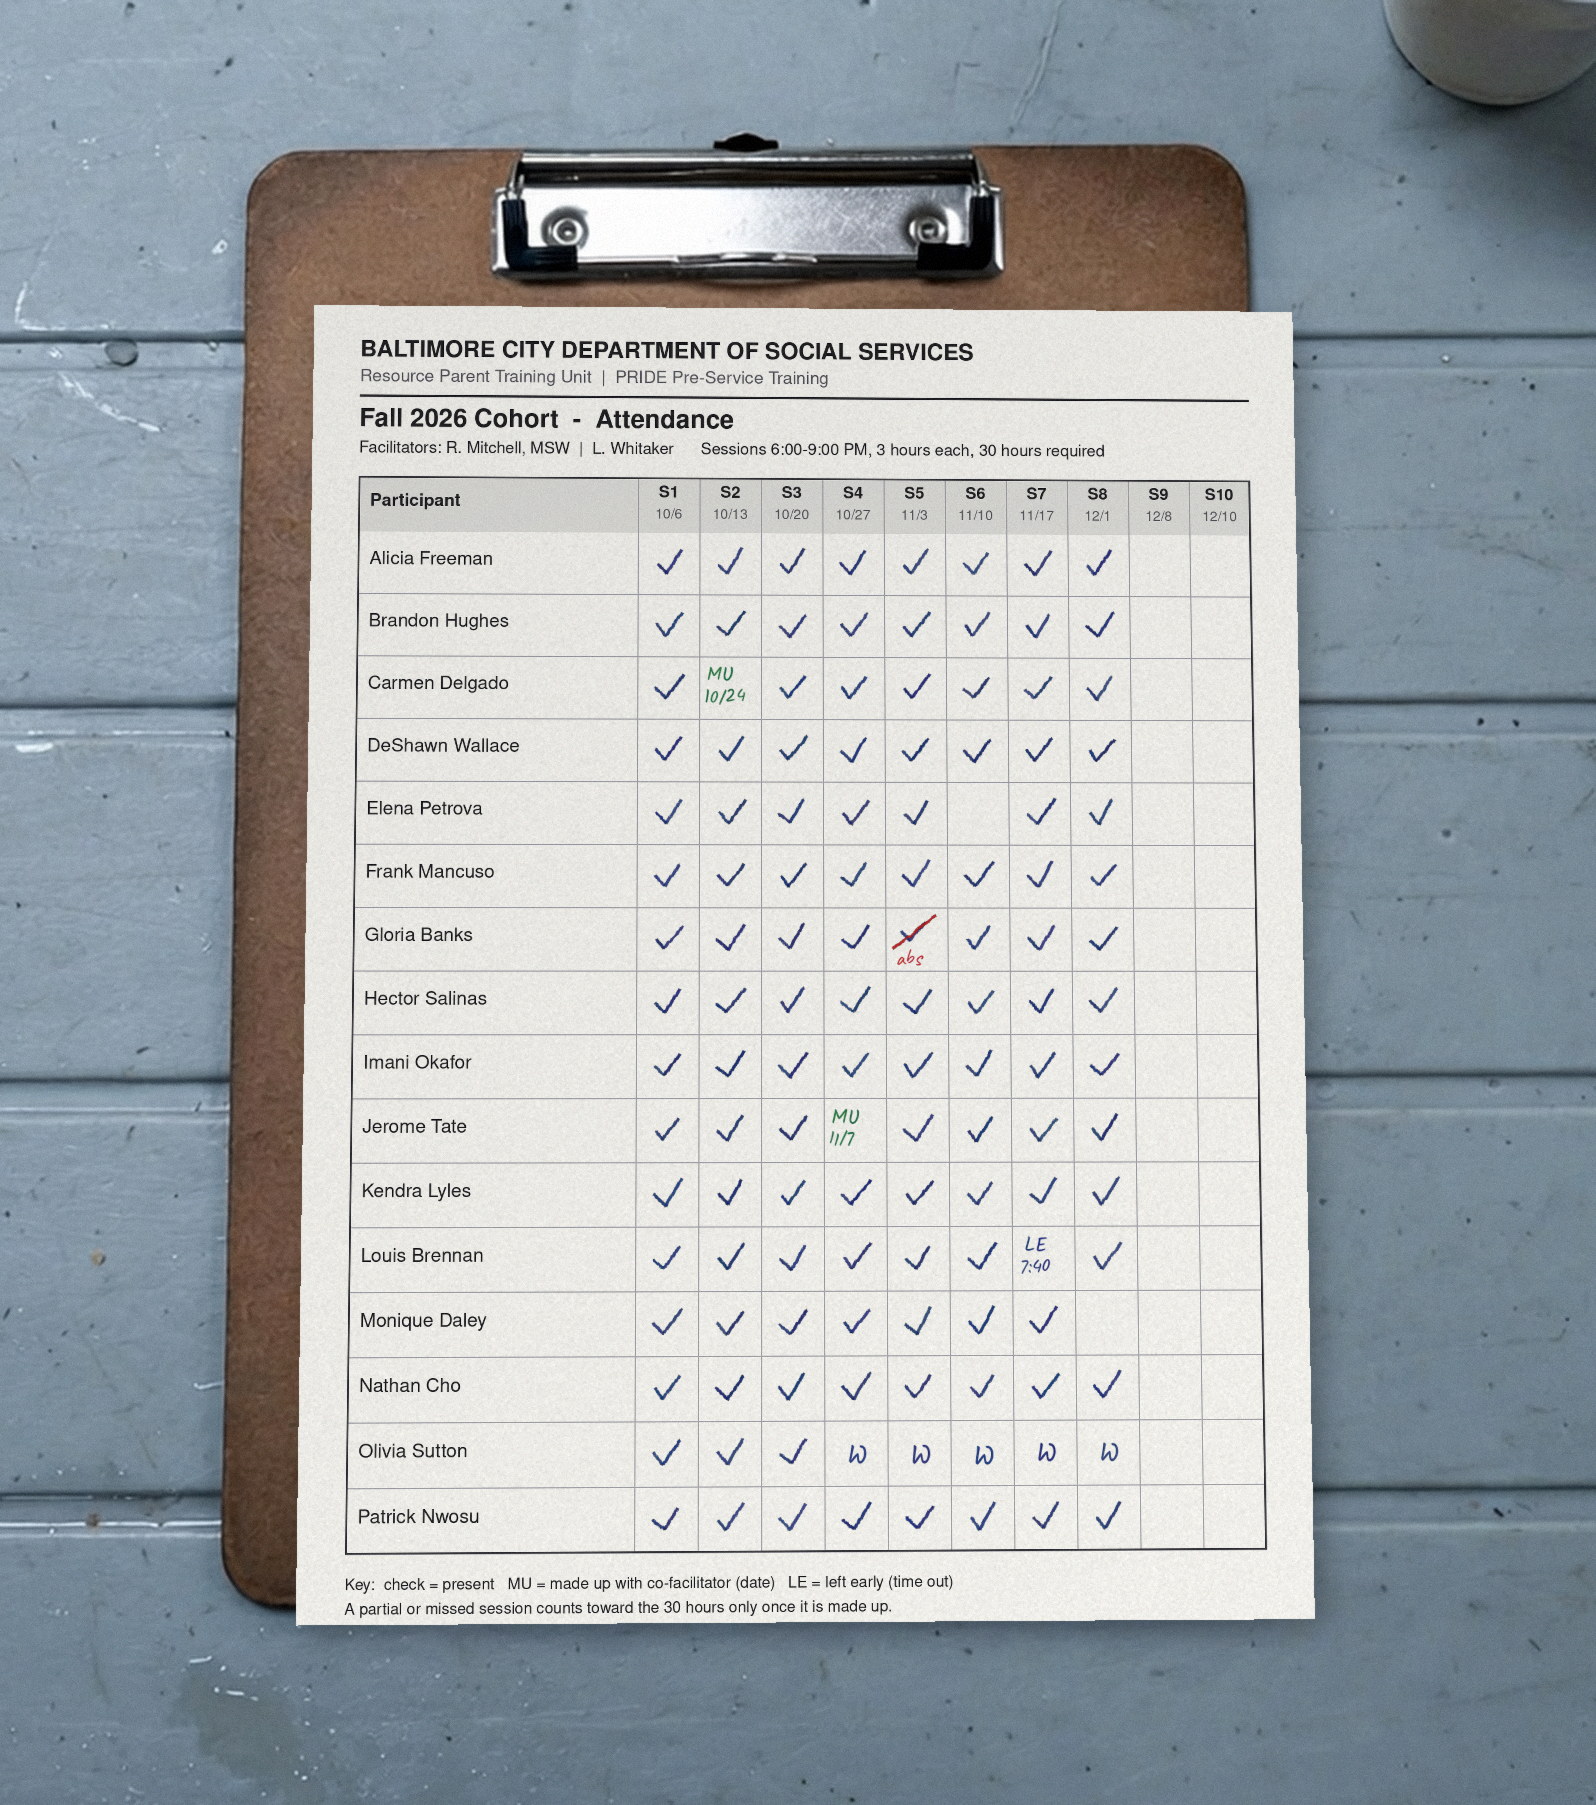 BALTIMORE CITY DEPARTMENT OF SOCIAL SERVICES
Resource Parent Training Unit | PRIDE Pre-Service Training
Fall 2026 Cohort - Attendance
Facilitators: R. Mitchell, MSW | L. Whitaker Sessions 6:00-9:00 PM, 3 hours each, 30 hours required
Participant S1 S2 S3 S4 S5 S6 S7 S8 S9 S10
10/6 10/13 10/20 10/27 11/3 11/10 11/17 12/1 12/8 12/10
Alicia Freeman ✓ ✓ ✓ ✓ ✓ ✓ ✓ ✓
Brandon Hughes ✓ ✓ ✓ ✓ ✓ ✓ ✓ ✓
Carmen Delgado ✓ MU 10/24 ✓ ✓ ✓ ✓ ✓ ✓
DeShawn Wallace ✓ ✓ ✓ ✓ ✓ ✓ ✓ ✓
Elena Petrova ✓ ✓ ✓ ✓ ✓ ✓ ✓
Frank Mancuso ✓ ✓ ✓ ✓ ✓ ✓ ✓ ✓
Gloria Banks ✓ ✓ ✓ ✓ ✓ abs ✓ ✓ ✓
Hector Salinas ✓ ✓ ✓ ✓ ✓ ✓ ✓ ✓
Imani Okafor ✓ ✓ ✓ ✓ ✓ ✓ ✓ ✓
Jerome Tate ✓ ✓ ✓ MU 11/7 ✓ ✓ ✓ ✓
Kendra Lyles ✓ ✓ ✓ ✓ ✓ ✓ ✓ ✓
Louis Brennan ✓ ✓ ✓ ✓ ✓ ✓ LE 7:40 ✓
Monique Daley ✓ ✓ ✓ ✓ ✓ ✓ ✓
Nathan Cho ✓ ✓ ✓ ✓ ✓ ✓ ✓ ✓
Olivia Sutton ✓ ✓ ✓ W W W W W
Patrick Nwosu ✓ ✓ ✓ ✓ ✓ ✓ ✓ ✓
Key: check = present MU = made up with co-facilitator (date) LE = left early (time out)
A partial or missed session counts toward the 30 hours only once it is made up.